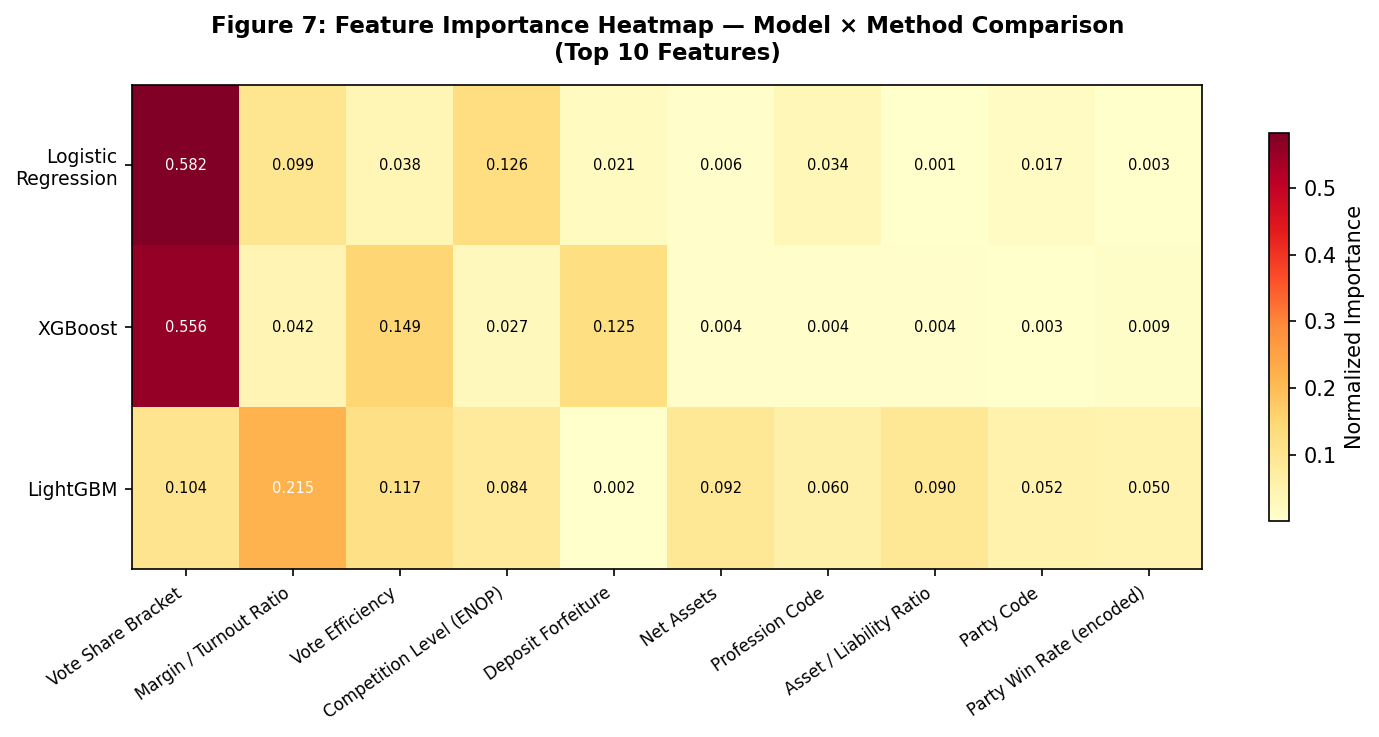 Figure 7: Feature Importance Heatmap — Model × Method Comparison
(Top 10 Features)
Logistic
Regression
0.582 0.099 0.038 0.126 0.021 0.006 0.034 0.001 0.017 0.003
XGBoost
0.556 0.042 0.149 0.027 0.125 0.004 0.004 0.004 0.003 0.009
LightGBM
0.104 0.215 0.117 0.084 0.002 0.092 0.060 0.090 0.052 0.050
Vote Share Bracket
Margin / Turnout Ratio
Vote Efficiency
Competition Level (ENOP)
Deposit Forfeiture
Net Assets
Profession Code
Asset / Liability Ratio
Party Code
Party Win Rate (encoded)
0.5
0.4
0.3
0.2
0.1
Normalized Importance